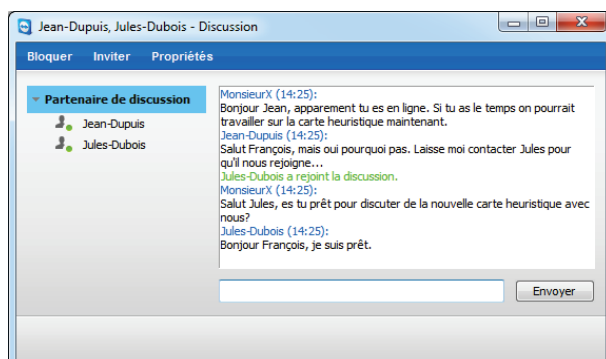 Jean-Dupuis, Jules-Dubois - Discussion
Bloquer Inviter Propriétés
Partenaire de discussion
Jean-Dupuis
Jules-Dubois
MonsieurX (14:25):
Bonjour Jean, apparement tu es en ligne. Si tu as le temps on pourrait
travailler sur la carte heuristique maintenant.
Jean-Dupuis (14:25):
Salut François, mais oui pourquoi pas. Laisse moi contacter Jules pour
qu'il nous rejoigne...
Jules-Dubois a rejoint la discussion.
MonsieurX (14:25):
Salut Jules, es tu prêt pour discuter de la nouvelle carte heuristique avec
nous?
Jules-Dubois (14:25):
Bonjour François, je suis prêt.
Envoyer